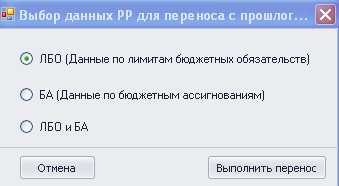 Выбор данных РР для переноса с прошлог...
ЛБО (Данные по лимитам бюджетных обязательств)
БА (Данные по бюджетным ассигнованиям)
ЛБО и БА
Отмена
Выполнить перенос